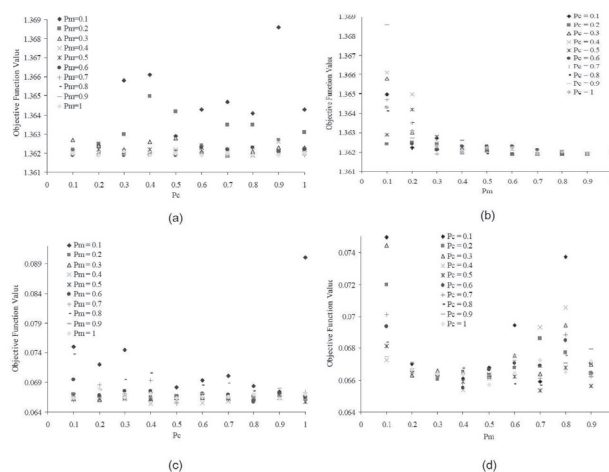 1.369
1.369
1.368
1.366
1.365
1.363
1.362
1.361
Objective Function Value
0 0.1 0.2 0.3 0.4 0.5 0.6 0.7 0.8 0.9 1
Pc
Pm=0.1
Pm=0.2
Pm=0.3
Pm=0.4
Pm=0.5
Pm=0.6
Pm=0.7
Pm=0.8
Pm=0.9
Pm=1
(a)
1.369
1.368
1.366
1.365
1.363
1.362
1.361
Objective Function Value
0 0.1 0.2 0.3 0.4 0.5 0.6 0.7 0.8 0.9
Pm
Pc = 0.1
Pc = 0.2
Pc = 0.3
Pc = 0.4
Pc = 0.5
Pc = 0.6
Pc = 0.7
Pc = 0.8
Pc = 0.9
Pc = 1
(b)
0.089
0.084
0.079
0.074
0.069
0.064
Objective Function Value
0 0.1 0.2 0.3 0.4 0.5 0.6 0.7 0.8 0.9 1
Pc
Pm = 0.1
Pm = 0.2
Pm = 0.3
Pm = 0.4
Pm = 0.5
Pm = 0.6
Pm = 0.7
Pm = 0.8
Pm = 0.9
Pm = 1
(c)
0.074
0.072
0.070
0.068
0.066
0.064
Objective Function Value
0 0.1 0.2 0.3 0.4 0.5 0.6 0.7 0.8 0.9
Pm
Pc = 0.1
Pc = 0.2
Pc = 0.3
Pc = 0.4
Pc = 0.5
Pc = 0.6
Pc = 0.7
Pc = 0.8
Pc = 0.9
Pc = 1
(d)